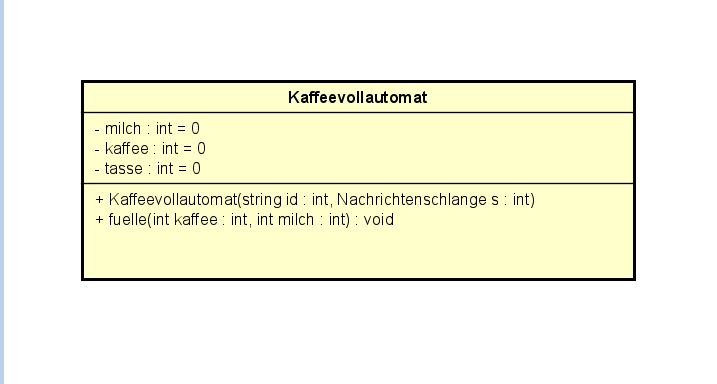 Kaffeevollautomat
- milch : int = 0
- kaffee : int = 0
- tasse : int = 0
+ Kaffeevollautomat(string id : int, Nachrichtenschlange s : int)
+ fuelle(int kaffee : int, int milch : int) : void